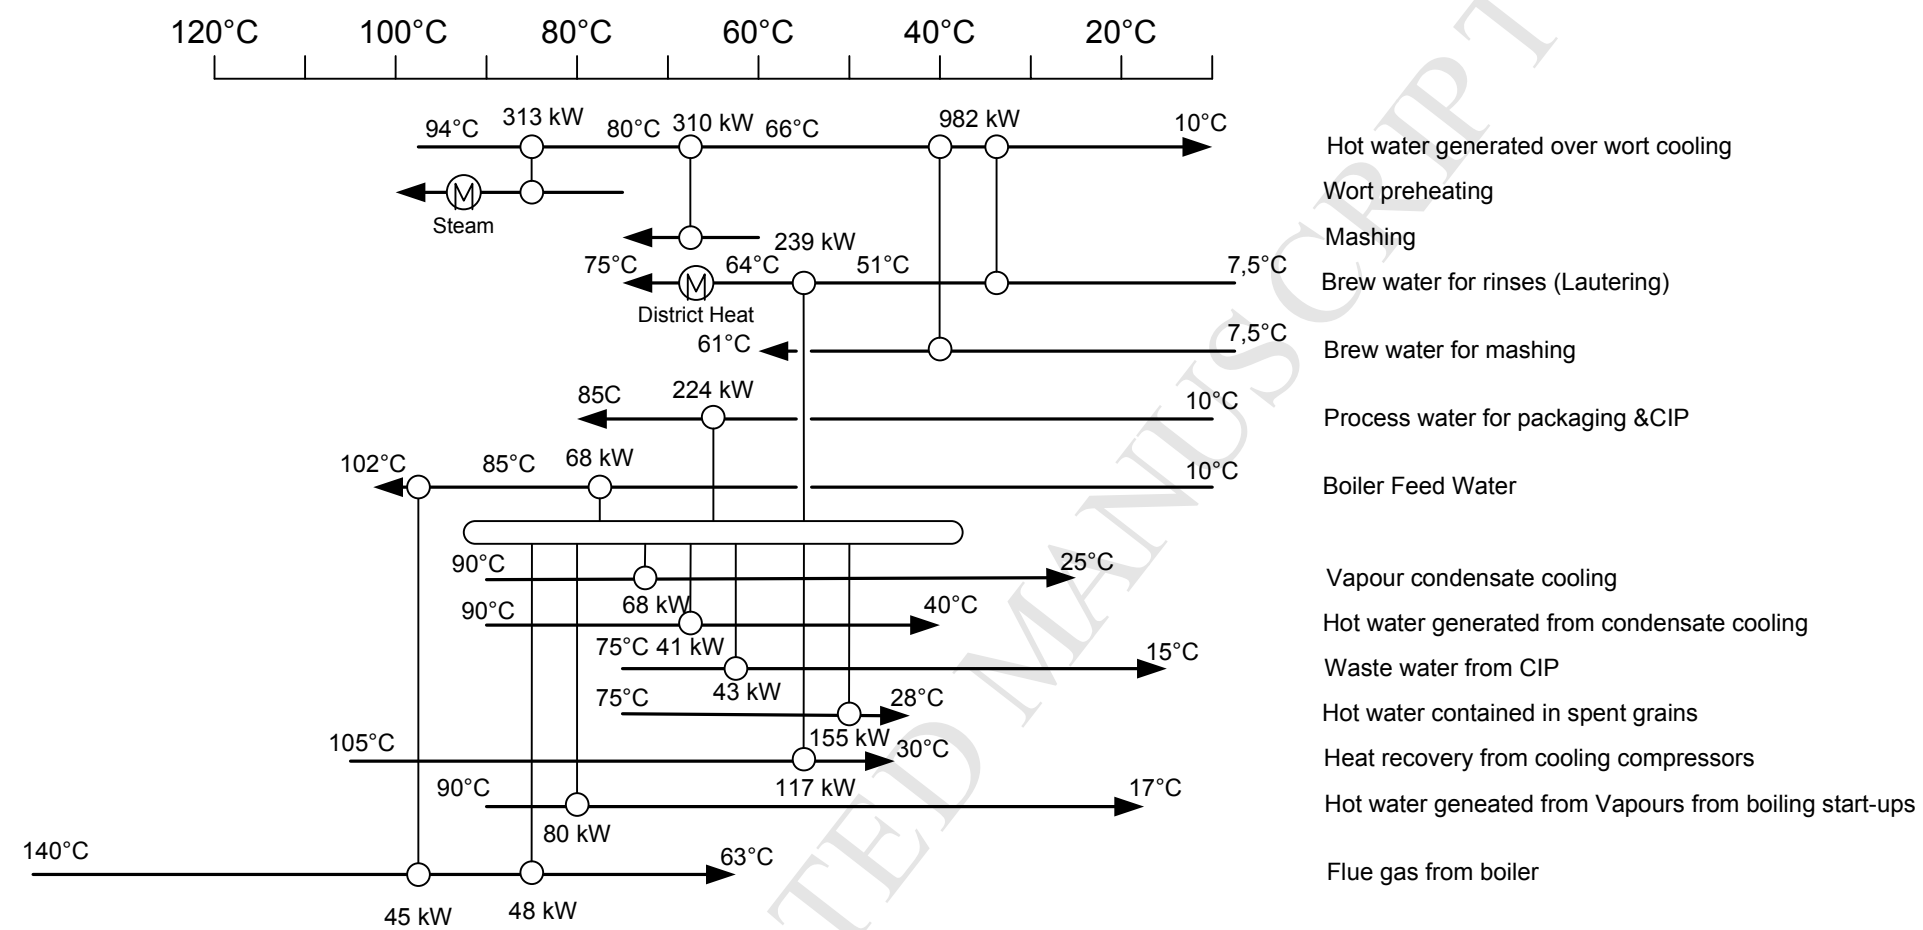 120°C 100°C 80°C 60°C 40°C 20°C
94°C 313 kW 80°C 310 kW 66°C 982 kW 10°C Hot water generated over wort cooling
M Wort preheating
Steam
Mashing
239 kW
75°C M 64°C 51°C 7,5°C Brew water for rinses (Lautering)
District Heat
61°C 7,5°C Brew water for mashing
85C 224 kW 10°C Process water for packaging &CIP
102°C 85°C 68 kW 10°C Boiler Feed Water
90°C 25°C Vapour condensate cooling
68 kW
90°C 40°C Hot water generated from condensate cooling
41 kW
75°C 15°C Waste water from CIP
43 kW
75°C 28°C Hot water contained in spent grains
155 kW
105°C 30°C Heat recovery from cooling compressors
117 kW
90°C 17°C Hot water geneated from Vapours from boiling start-ups
80 kW
140°C 63°C Flue gas from boiler
45 kW 48 kW
TED MANUSCRIPT